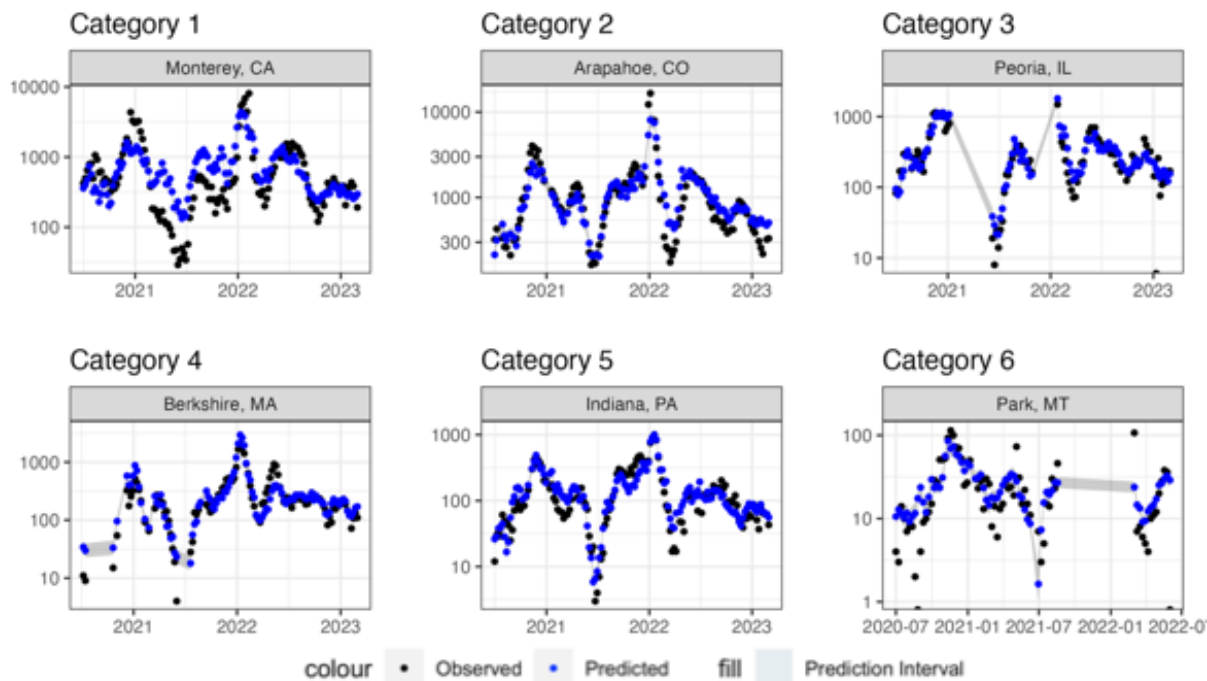 Category 1 Category 2 Category 3
Monterey, CA Arapahoe, CO Peoria, IL
10000
1000
100
2021 2022 2023
10000
3000
1000
300
2021 2022 2023
1000
100
10
2021 2022 2023
Category 4 Category 5 Category 6
Berkshire, MA Indiana, PA Park, MT
1000
100
10
2021 2022 2023
1000
100
10
2021 2022 2023
100
10
1
2020-07 2021-01 2021-07 2022-01 2022-07
colour Observed Predicted fill Prediction Interval